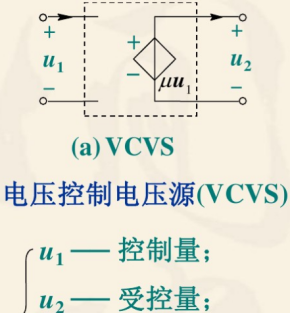 + + +
u₁ u₂
− − −
μu₁
(a) VCVS
电压控制电压源(VCVS)
u₁ — 控制量；
u₂ — 受控量；